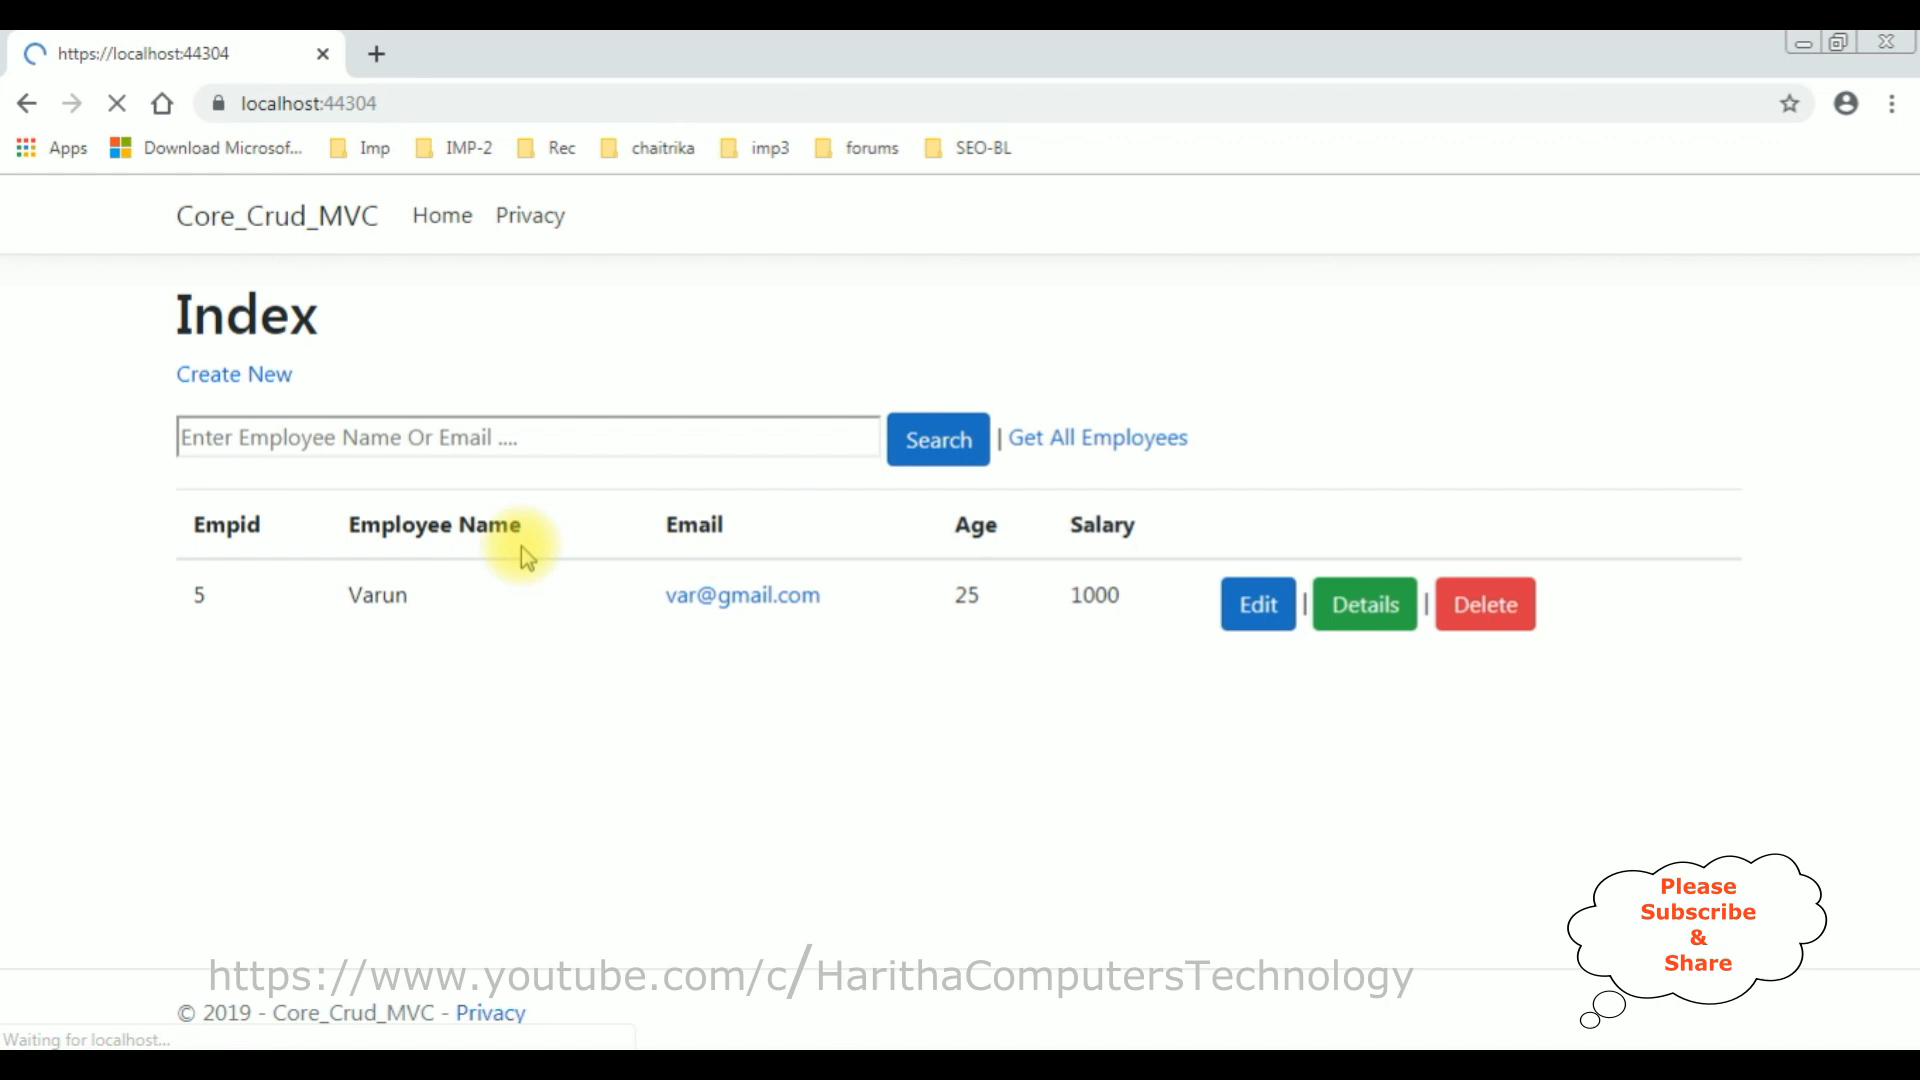 https://localhost:44304
localhost:44304
Apps Download Microsof... Imp IMP-2 Rec chaitrika imp3 forums SEO-BL
Core_Crud_MVC Home Privacy
Index
Create New
Enter Employee Name Or Email .... Search | Get All Employees
Empid Employee Name Email Age Salary
5 Varun var@gmail.com 25 1000 Edit | Details | Delete
Please
Subscribe
&
Share
https://www.youtube.com/c/HarithaComputersTechnology
© 2019 - Core_Crud_MVC - Privacy
Waiting for localhost...